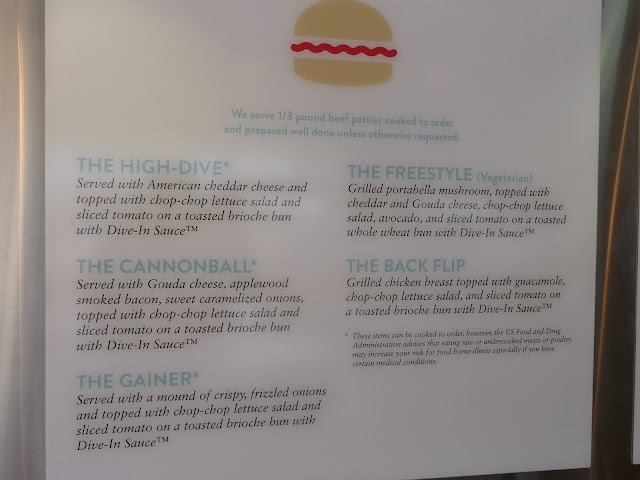 We serve 1/3 pound beef patties cooked to order
and prepared well done unless otherwise requested.
THE HIGH-DIVE*
Served with American cheddar cheese and
topped with chop-chop lettuce salad and
sliced tomato on a toasted brioche bun
with Dive-In Sauce™
THE CANNONBALL*
Served with Gouda cheese, applewood
smoked bacon, sweet caramelized onions,
topped with chop-chop lettuce salad and
sliced tomato on a toasted brioche bun
with Dive-In Sauce™
THE GAINER*
Served with a mound of crispy, frizzled onions
and topped with chop-chop lettuce salad and
sliced tomato on a toasted brioche bun with
Dive-In Sauce™
THE FREESTYLE (Vegetarian)
Grilled portabella mushroom, topped with
cheddar and Gouda cheese, chop-chop lettuce
salad, avocado, and sliced tomato on a toasted
whole wheat bun with Dive-In Sauce™
THE BACK FLIP
Grilled chicken breast topped with guacamole,
chop-chop lettuce salad, and sliced tomato on
a toasted brioche bun with Dive-In Sauce™
* These items can be cooked to order, however, the US Food and Drug
Administration advises that eating raw or undercooked meats or poultry
may increase your risk for food borne illness especially if you have
certain medical conditions.